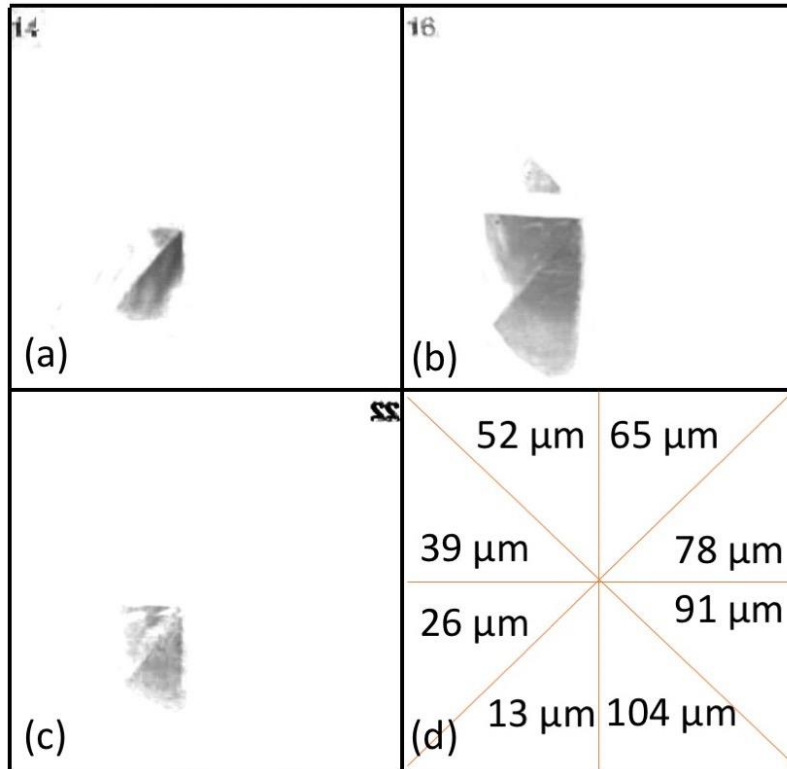 14
16
(a)
(b)
22
52 µm
65 µm
39 µm
78 µm
26 µm
91 µm
13 µm
104 µm
(c)
(d)